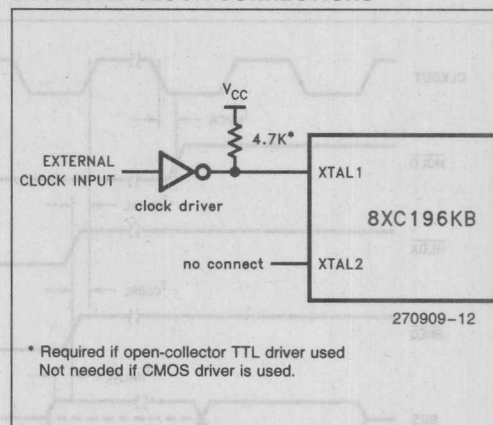 V_CC
4.7K*
EXTERNAL
CLOCK INPUT
clock driver
XTAL1
8XC196KB
no connect
XTAL2
270909-12
* Required if open-collector TTL driver used
Not needed if CMOS driver is used.